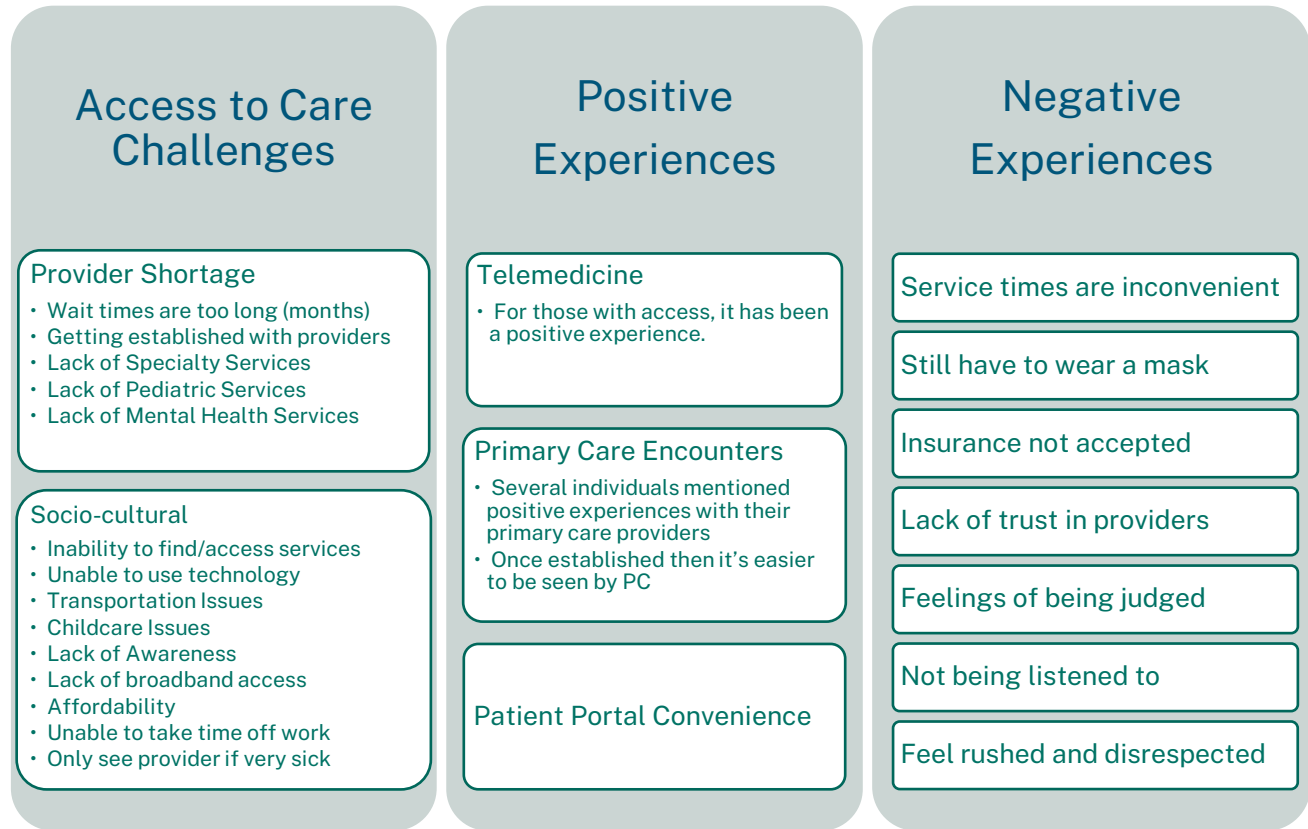 Access to Care
Challenges
Provider Shortage
• Wait times are too long (months)
• Getting established with providers
• Lack of Specialty Services
• Lack of Pediatric Services
• Lack of Mental Health Services
Socio-cultural
• Inability to find/access services
• Unable to use technology
• Transportation Issues
• Childcare Issues
• Lack of Awareness
• Lack of broadband access
• Affordability
• Unable to take time off work
• Only see provider if very sick
Positive
Experiences
Telemedicine
• For those with access, it has been
a positive experience.
Primary Care Encounters
• Several individuals mentioned
positive experiences with their
primary care providers
• Once established then it’s easier
to be seen by PC
Patient Portal Convenience
Negative
Experiences
Service times are inconvenient
Still have to wear a mask
Insurance not accepted
Lack of trust in providers
Feelings of being judged
Not being listened to
Feel rushed and disrespected